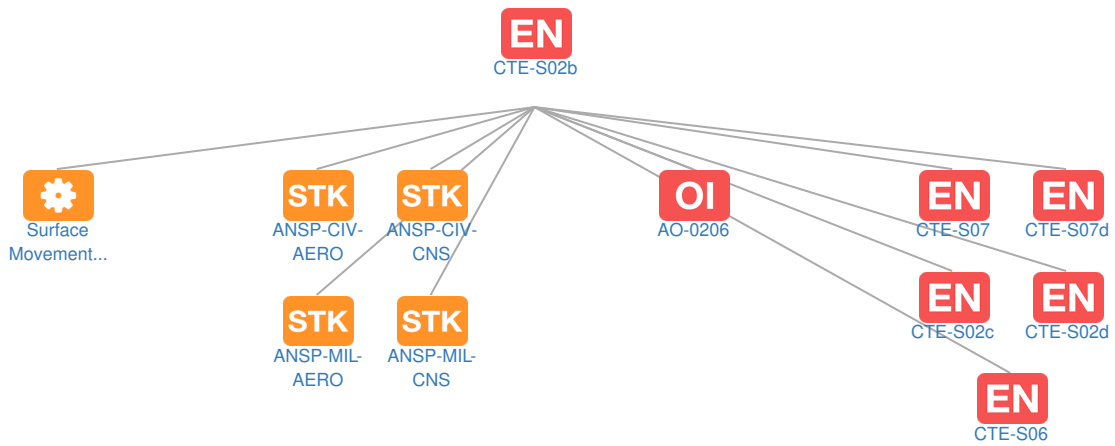 EN
CTE-S02b
Surface
Movement...
STK
ANSP-CIV-
AERO
STK
ANSP-CIV-
CNS
OI
AO-0206
EN
CTE-S07
EN
CTE-S07d
STK
ANSP-MIL-
AERO
STK
ANSP-MIL-
CNS
EN
CTE-S02c
EN
CTE-S02d
EN
CTE-S06